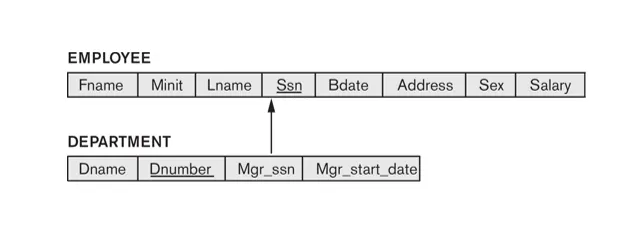 EMPLOYEE
Fname Minit Lname Ssn Bdate Address Sex Salary
DEPARTMENT
Dname Dnumber Mgr_ssn Mgr_start_date